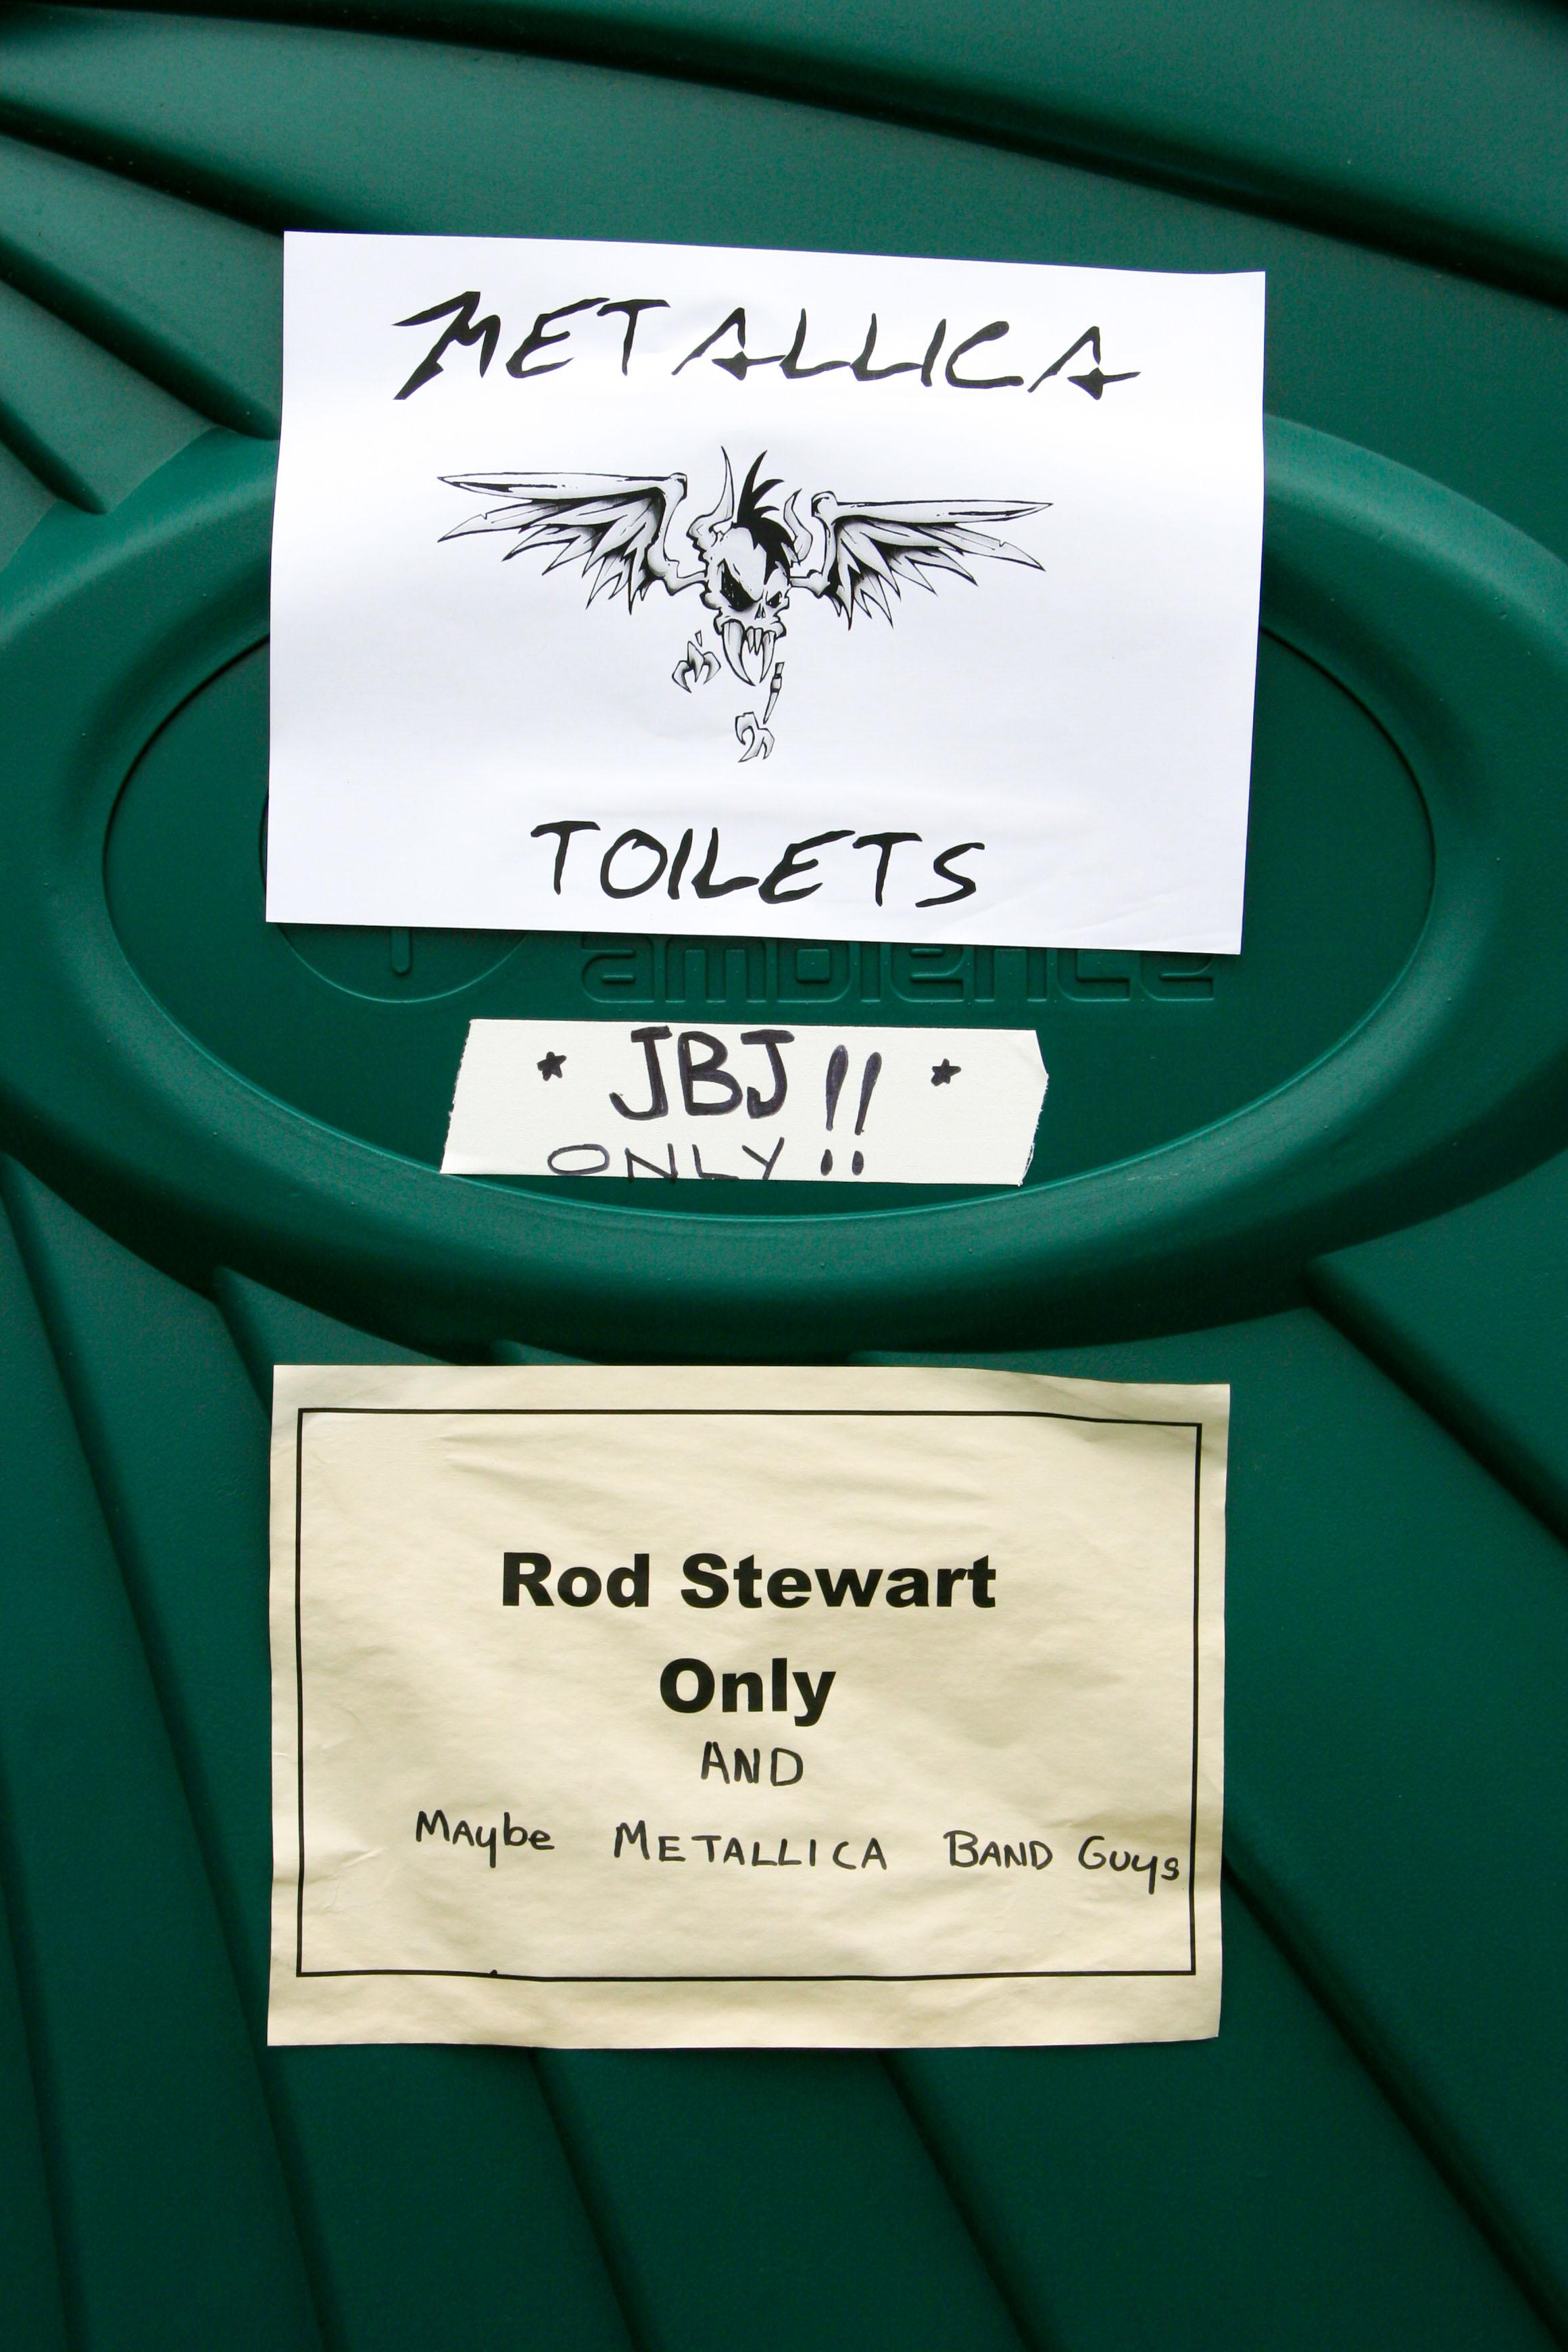 METALLICA
TOILETS
ambience
* JBJ!! *
ONLY!!
Rod Stewart
Only
AND
Maybe METALLICA BAND Guys